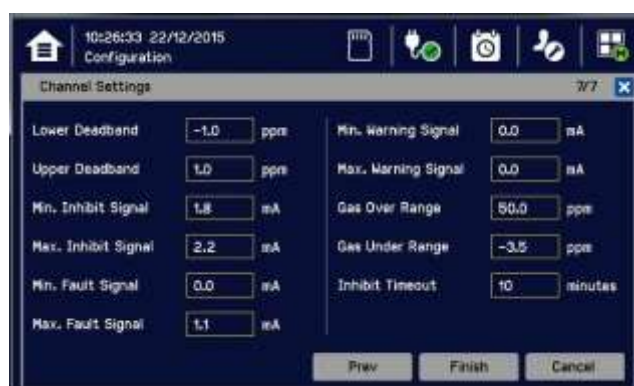 10:26:33 22/12/2015
Configuration
Channel Settings 7/7
Lower Deadband -1.0 ppm
Upper Deadband 1.0 ppm
Min. Inhibit Signal 1.8 mA
Max. Inhibit Signal 2.2 mA
Min. Fault Signal 0.0 mA
Max. Fault Signal 1.1 mA
Min. Warning Signal 0.0 mA
Max. Warning Signal 0.0 mA
Gas Over Range 50.0 ppm
Gas Under Range -3.5 ppm
Inhibit Timeout 10 minutes
Prev Finish Cancel